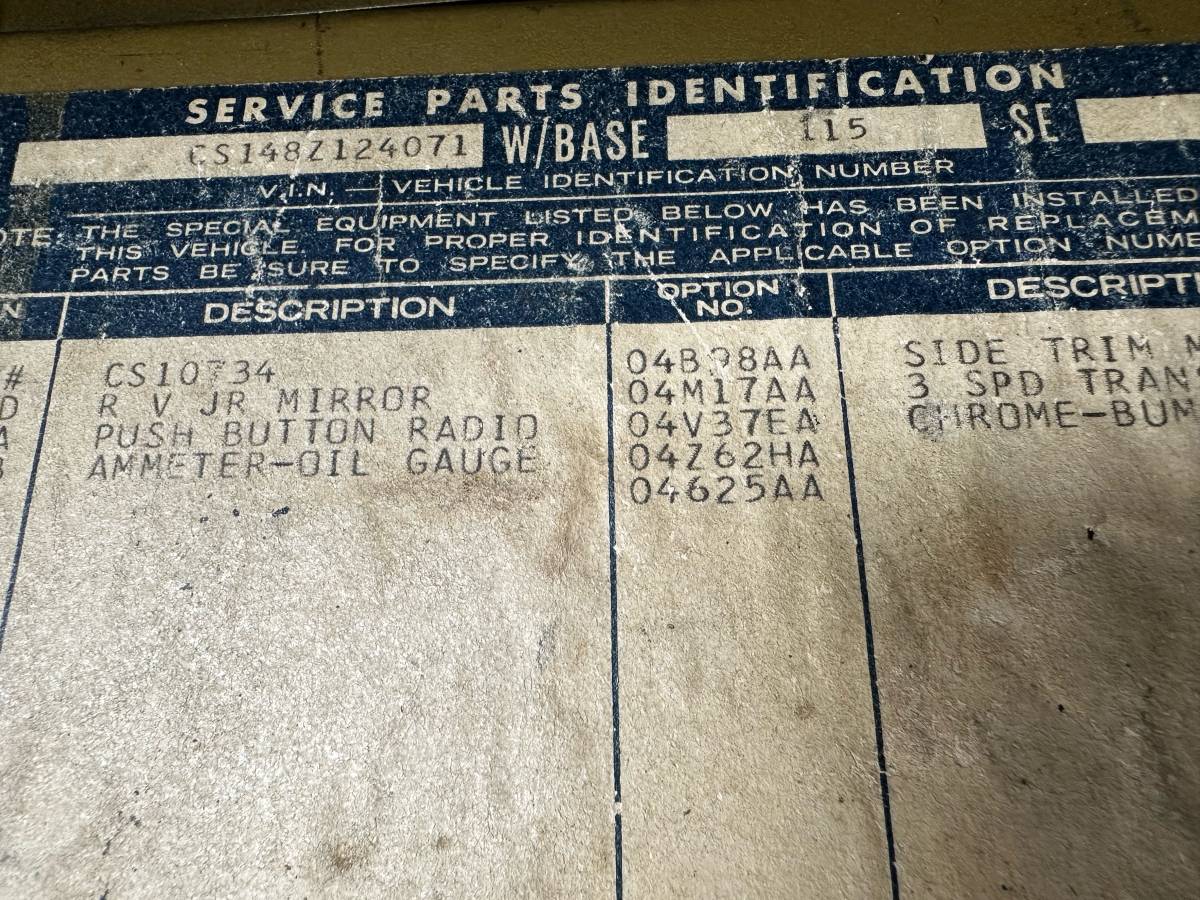 SERVICE PARTS IDENTIFICATION
CS148Z124071 W/BASE 115 SE
V.I.N. — VEHICLE IDENTIFICATION NUMBER
OTE THE SPECIAL EQUIPMENT LISTED BELOW HAS BEEN INSTALLED
THIS VEHICLE. FOR PROPER IDENTIFICATION OF REPLACEM
PARTS BE SURE TO SPECIFY THE APPLICABLE OPTION NUMBE
N DESCRIPTION OPTION NO. DESCRIPTI
# CS10734 04B98AA SIDE TRIM M
D R V JR MIRROR 04M17AA 3 SPD TRANS
A PUSH BUTTON RADIO 04V37EA CHROME-BUM
B AMMETER-OIL GAUGE 04Z62HA
04625AA